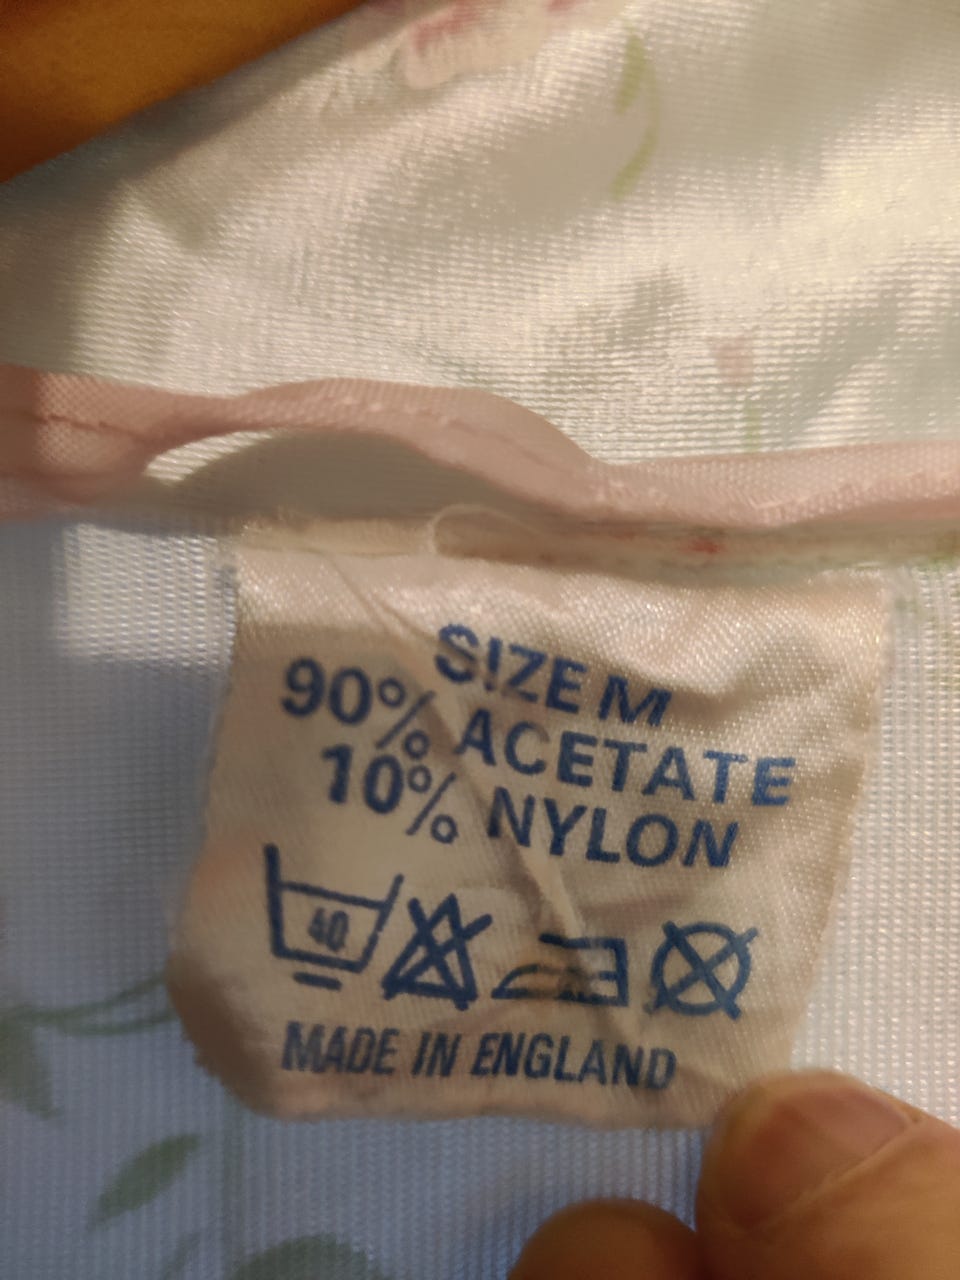 SIZE M
90% ACETATE
10% NYLON
40
MADE IN ENGLAND